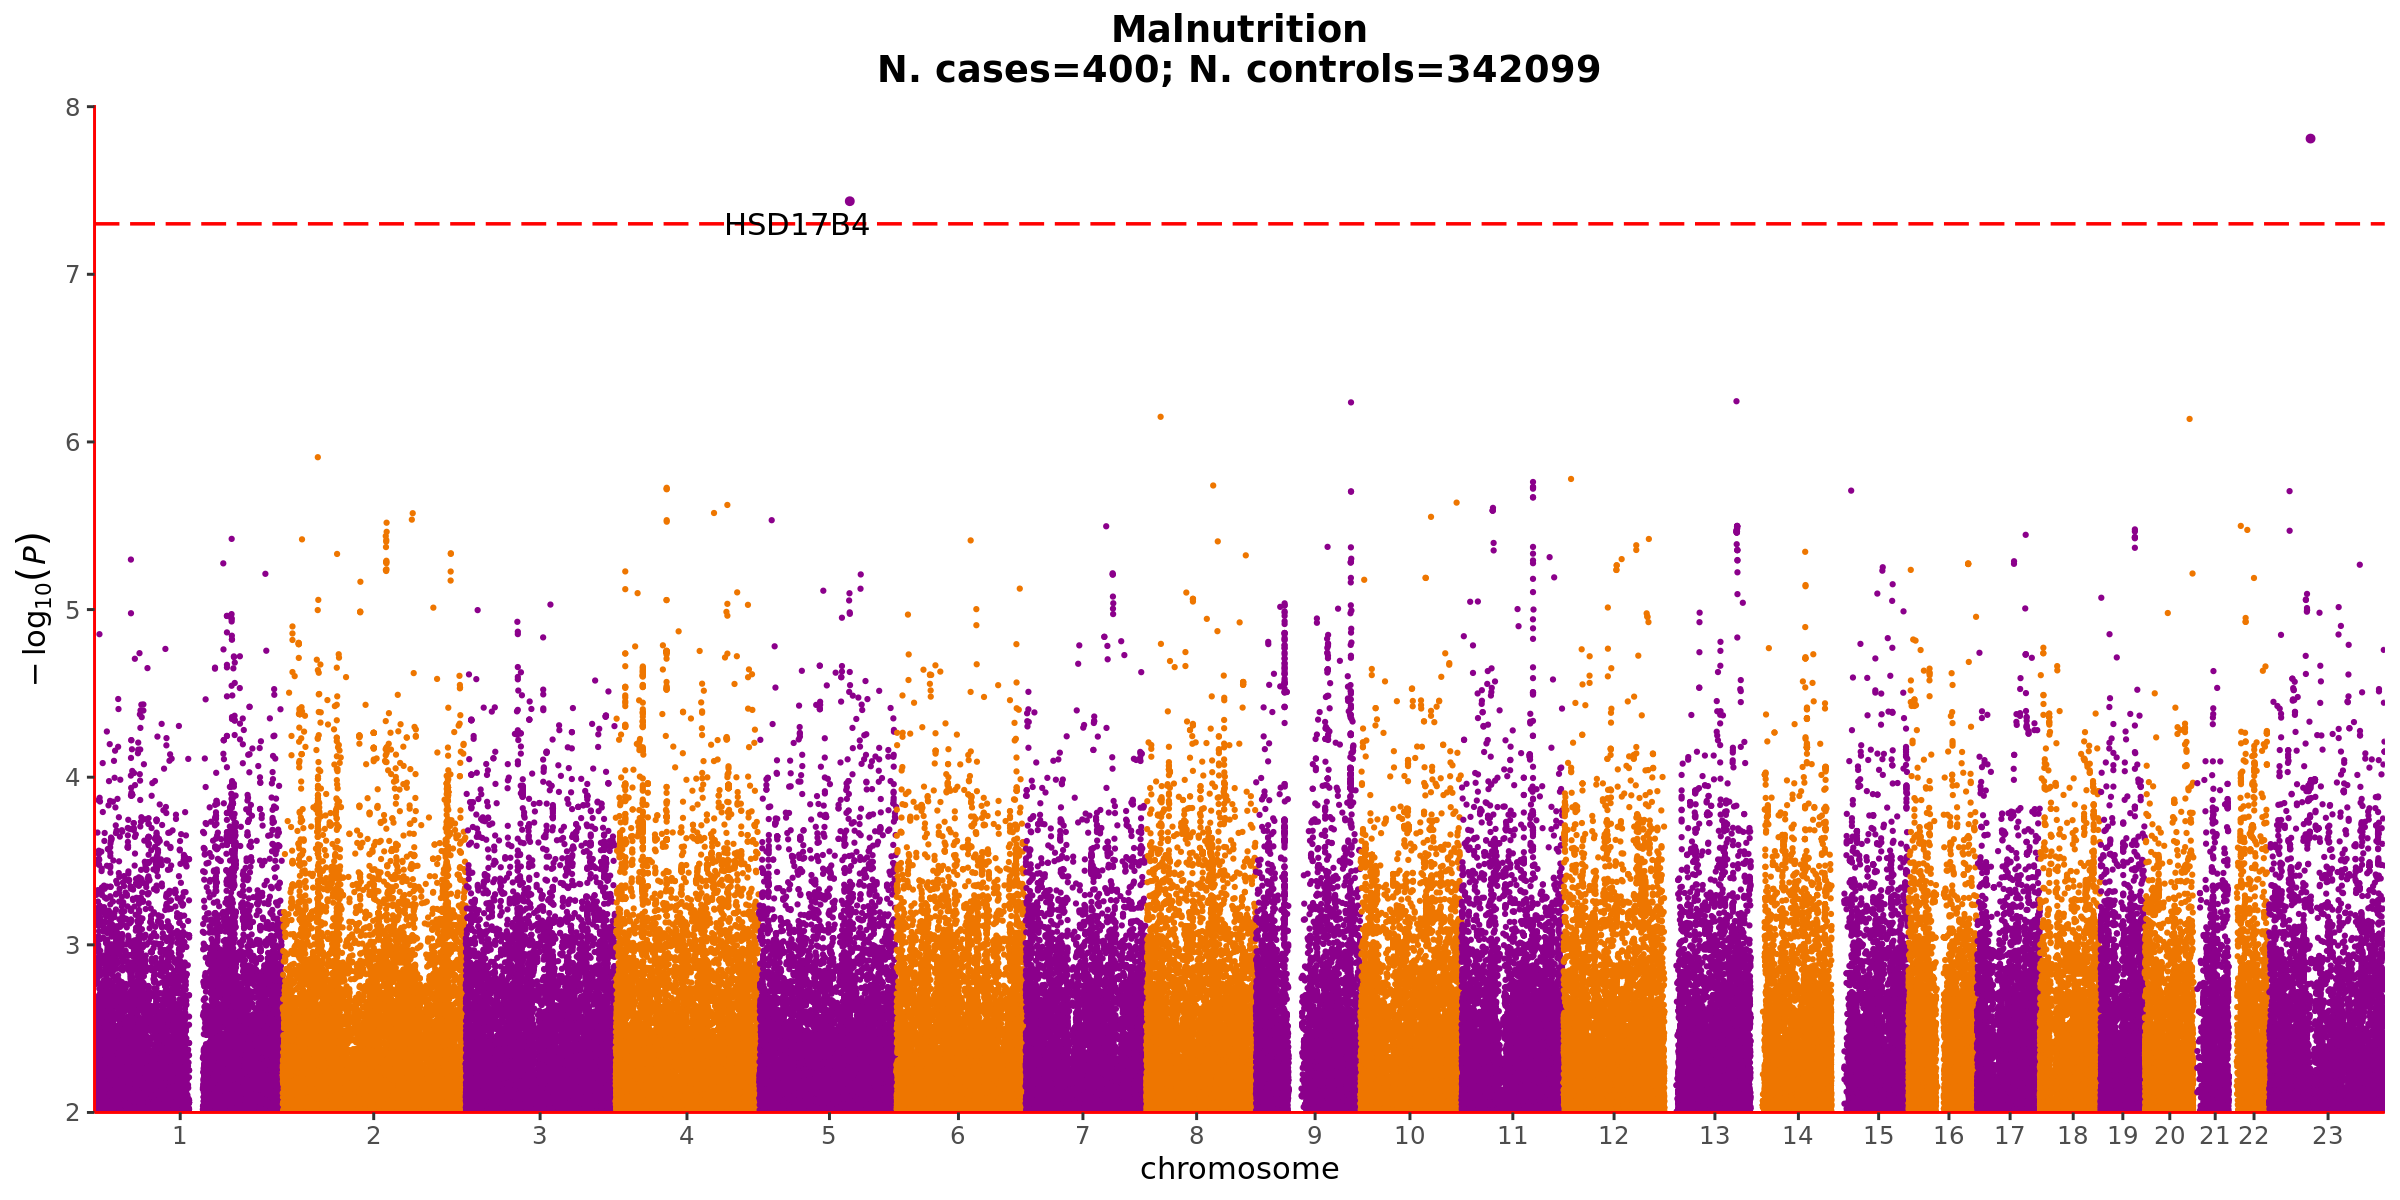 Malnutrition
N. cases=400; N. controls=342099
8
7
6
5
4
3
2
−log10(P)
HSD17B4
1 2 3 4 5 6 7 8 9 10 11 12 13 14 15 16 17 18 19 20 21 22 23
chromosome